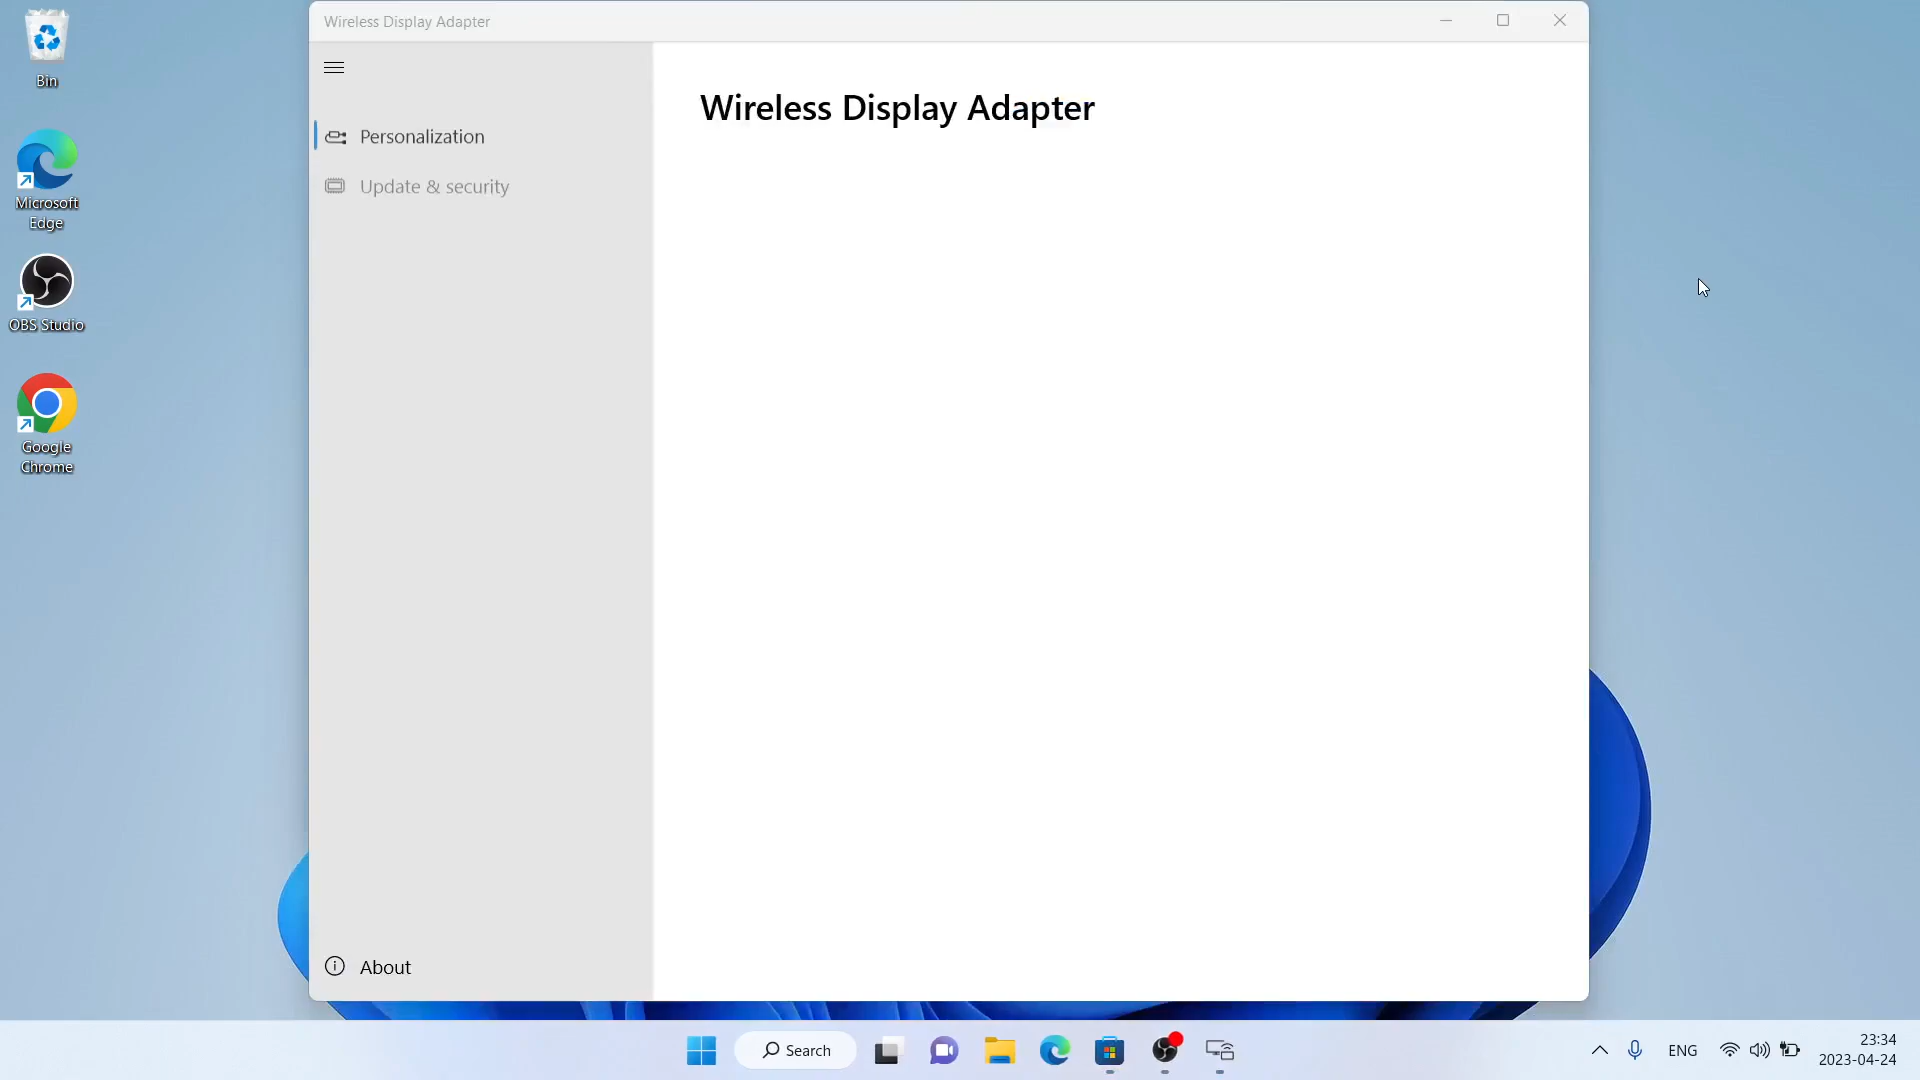 Wireless Display Adapter
Wireless Display Adapter
Personalization
Update & security
About
Bin
Microsoft
Edge
OBS Studio
Google
Chrome
Search
ENG
23:34
2023-04-24